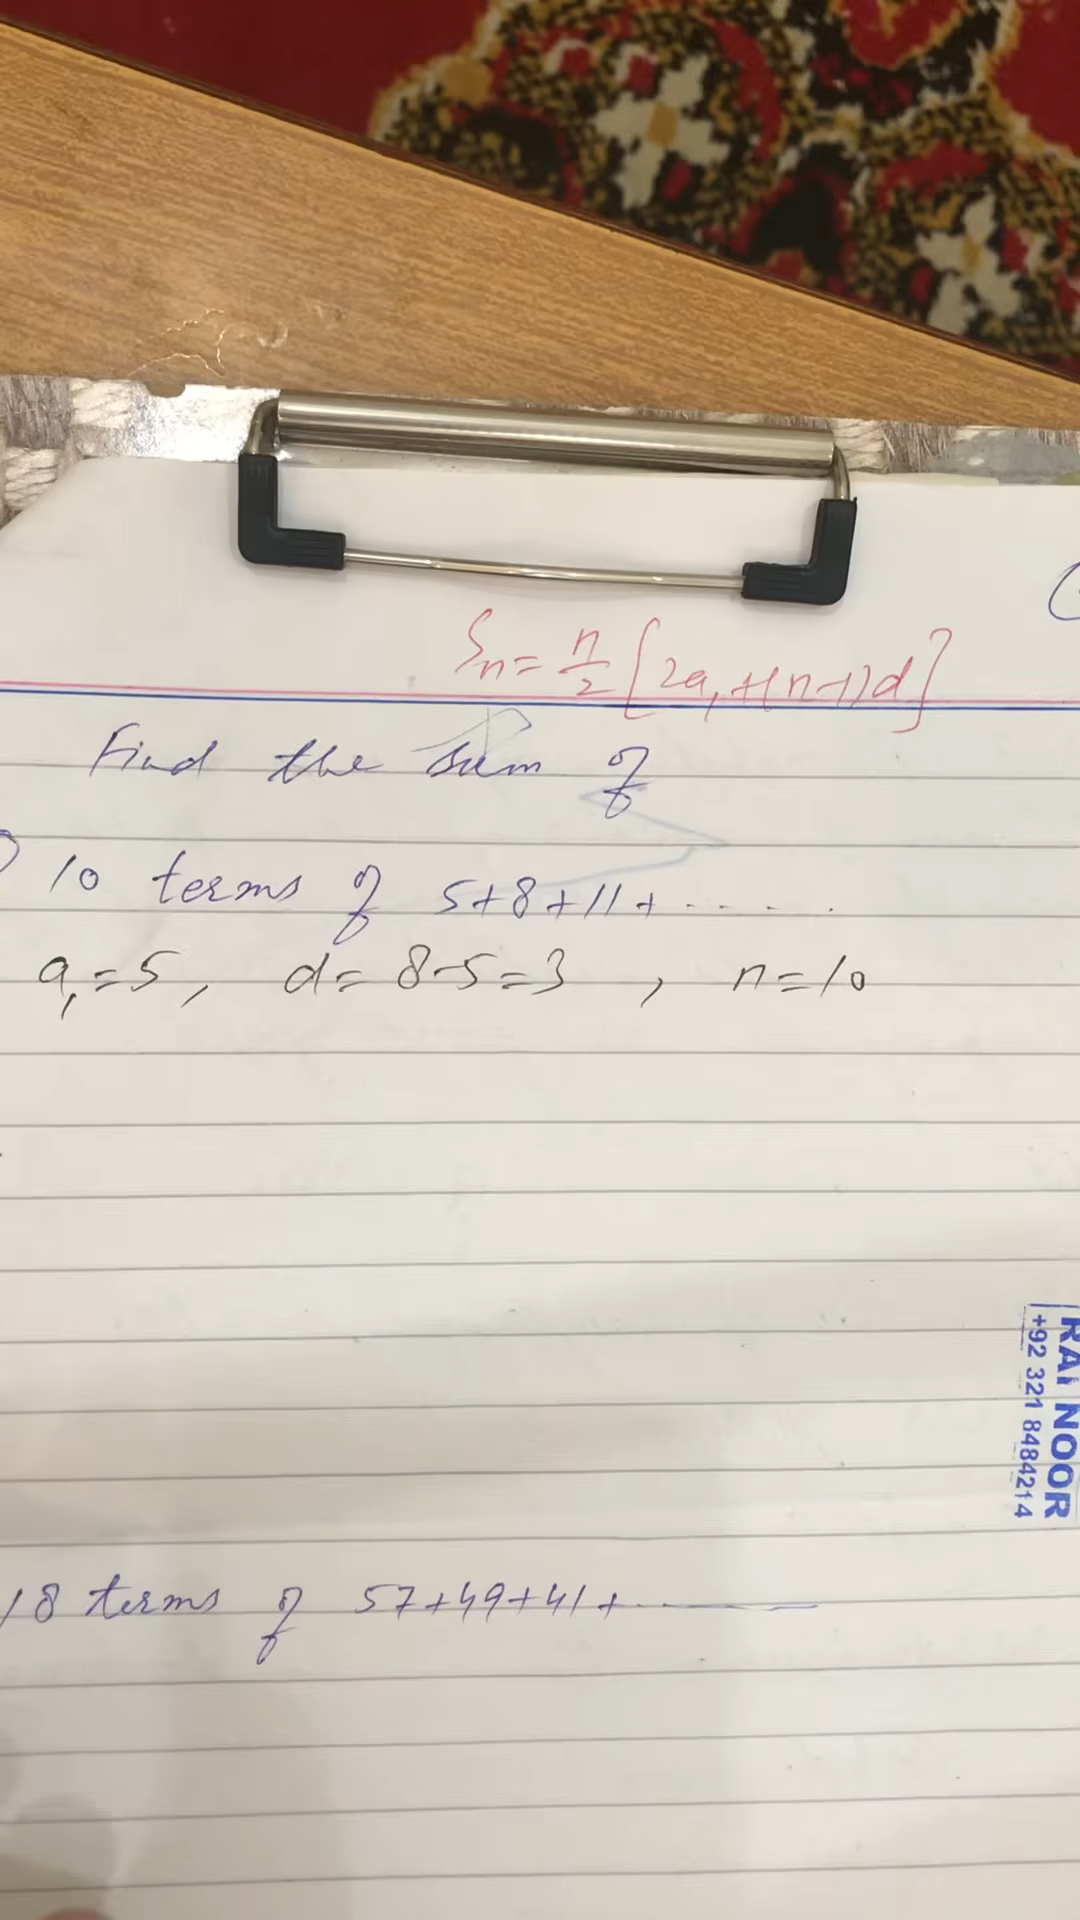 Sn = n/2 [2a₁+(n-1)d]
Find the sum of
10 terms of 5+8+11+ .....
a₁=5, d= 8-5=3 , n=10
RAI NOOR
+92 321 8484214
18 terms of 57+49+41+ ......